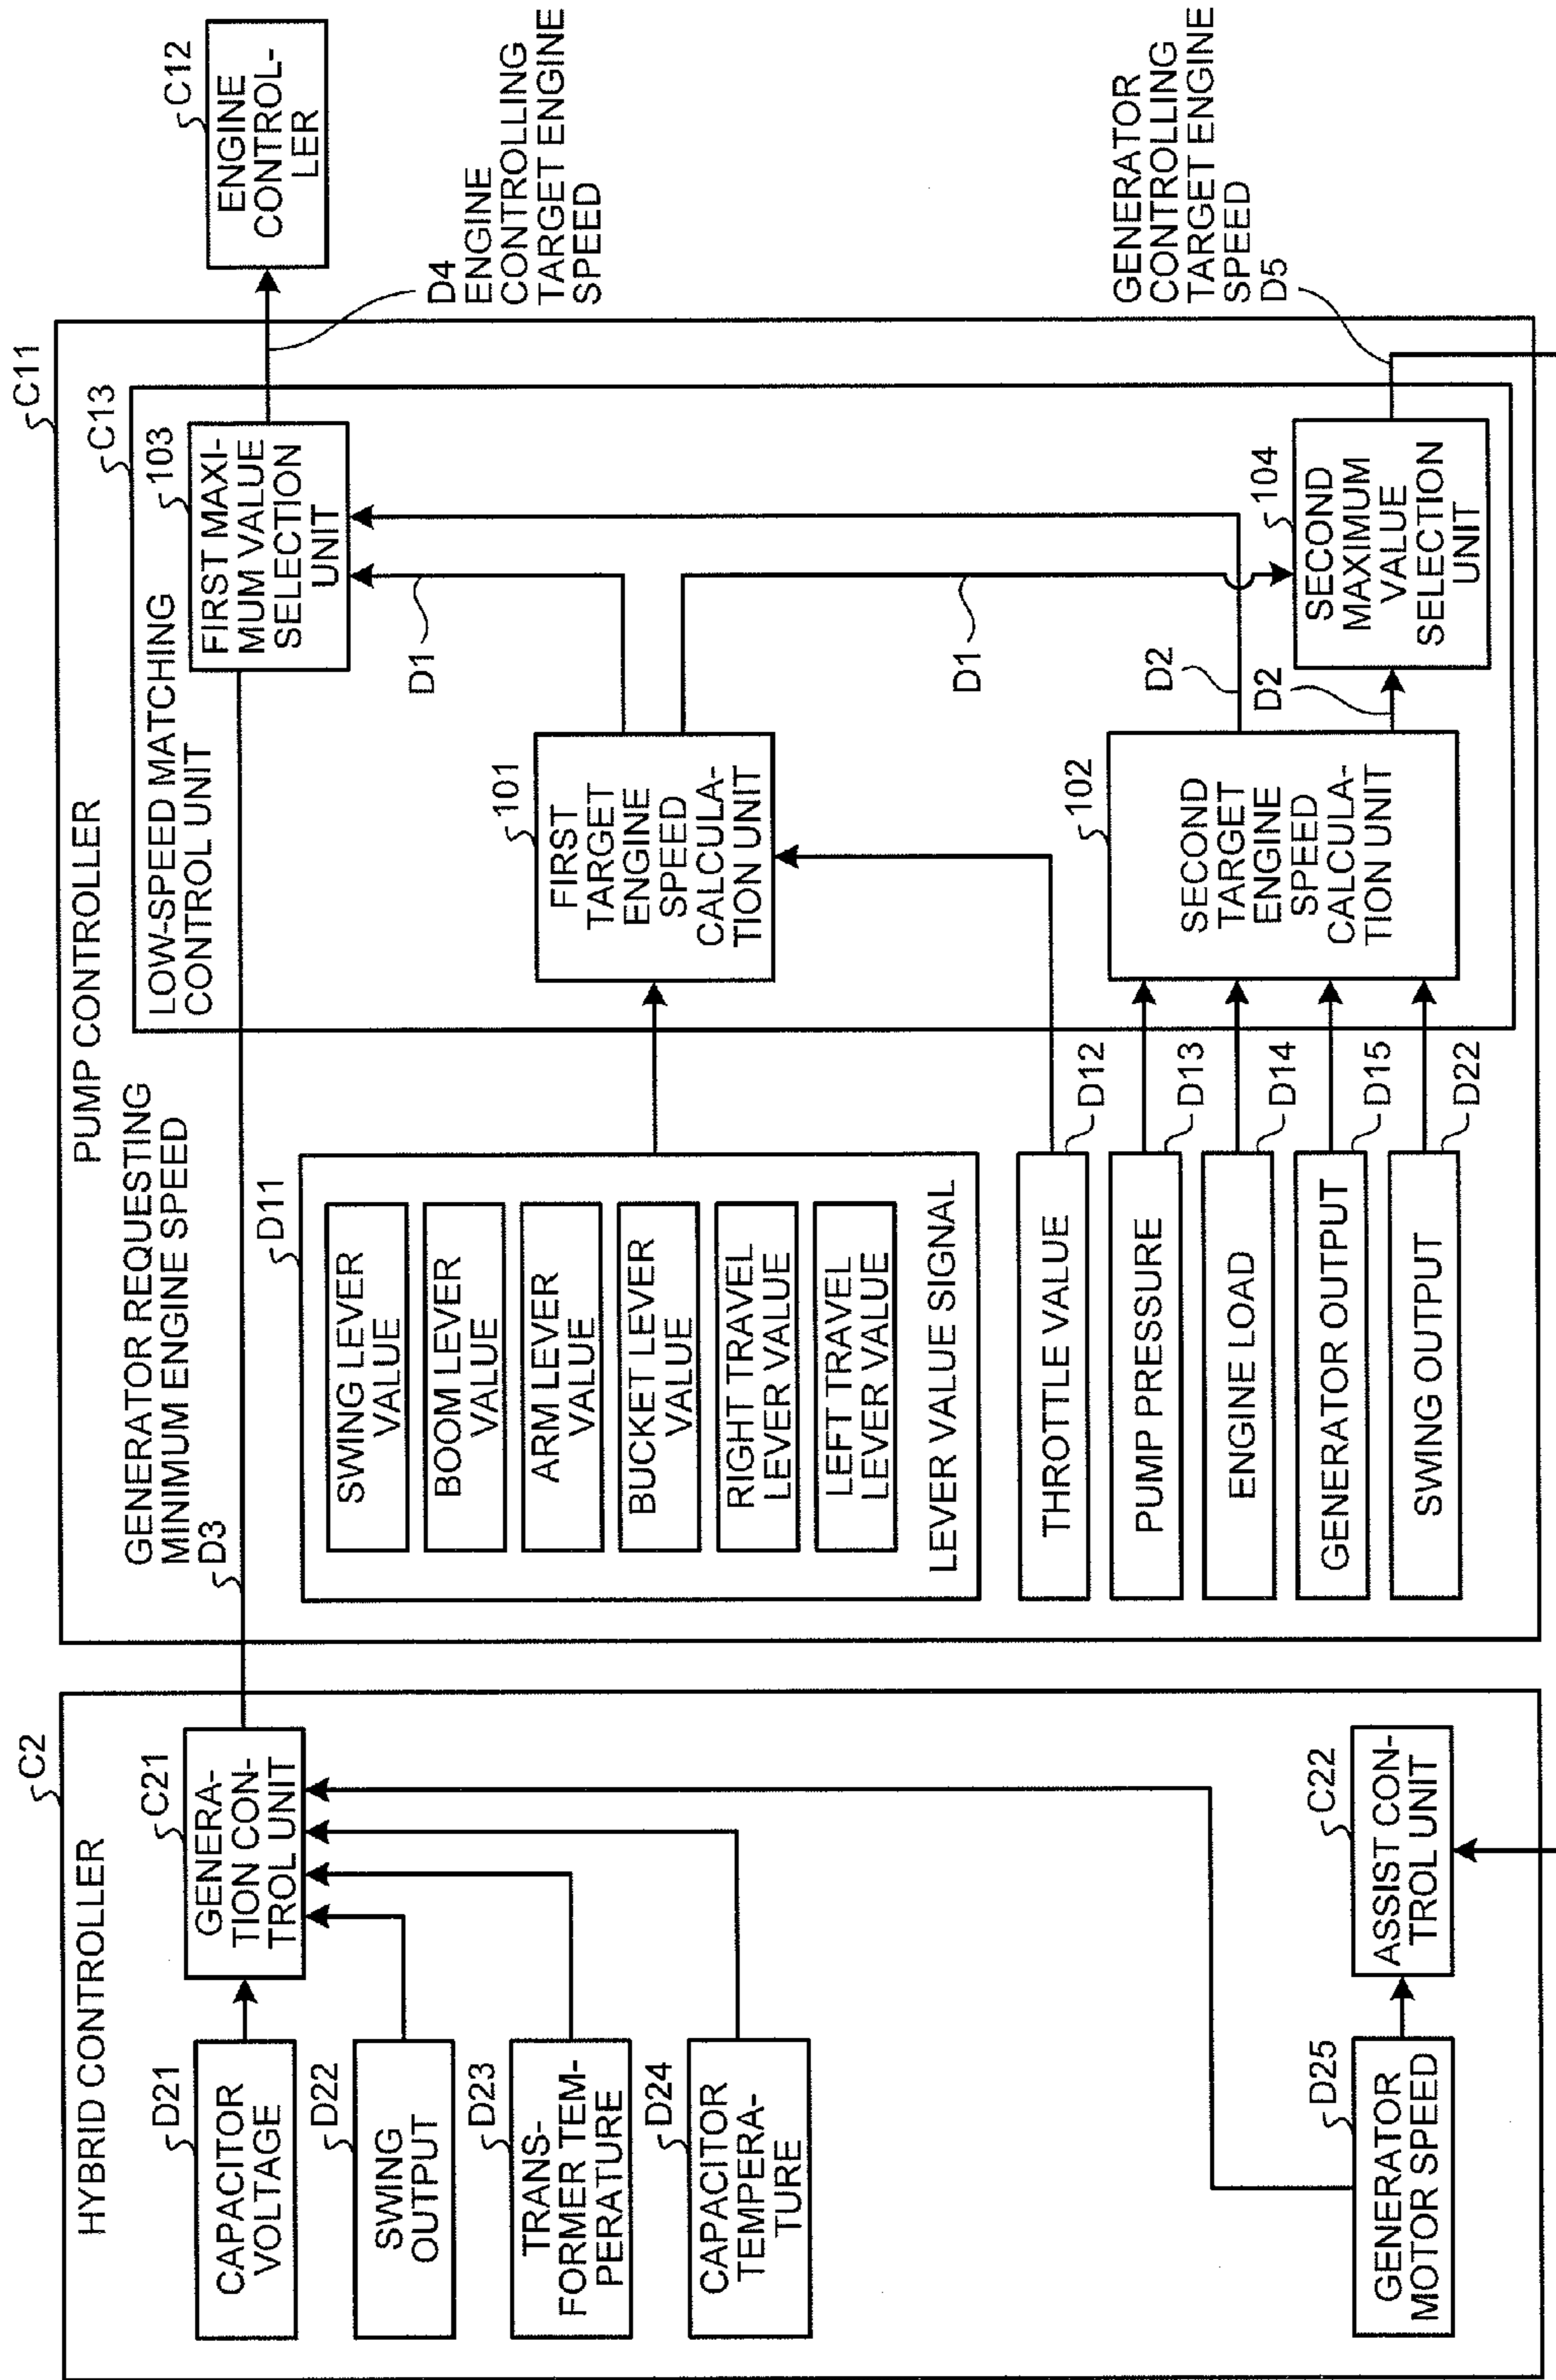 HYBRID CONTROLLER
C2
D21
CAPACITOR
VOLTAGE
D22
SWING
OUTPUT
D23
TRANS-
FORMER TEM-
PERATURE
D24
CAPACITOR
TEMPERA-
TURE
C21
GENERA-
TION CON-
TROL UNIT
D25
GENERATOR
MOTOR SPEED
C22
ASSIST CON-
TROL UNIT
PUMP CONTROLLER
C11
GENERATOR REQUESTING
MINIMUM ENGINE SPEED
D3
D11
SWING LEVER
VALUE
BOOM LEVER
VALUE
ARM LEVER
VALUE
BUCKET LEVER
VALUE
RIGHT TRAVEL
LEVER VALUE
LEFT TRAVEL
LEVER VALUE
LEVER VALUE SIGNAL
THROTTLE VALUE
D12
PUMP PRESSURE
D13
ENGINE LOAD
D14
GENERATOR OUTPUT
D15
SWING OUTPUT
D22
LOW-SPEED MATCHING
CONTROL UNIT
C13
101
FIRST
TARGET
ENGINE
SPEED
CALCULA-
TION UNIT
102
SECOND
TARGET
ENGINE
SPEED
CALCULA-
TION UNIT
D1
D1
D2
D2
103
FIRST MAXI-
MUM VALUE
SELECTION
UNIT
104
SECOND
MAXIMUM
VALUE
SELECTION
UNIT
C12
ENGINE
CONTROL-
LER
D4
ENGINE
CONTROLLING
TARGET ENGINE
SPEED
GENERATOR
CONTROLLING
TARGET ENGINE
SPEED
D5